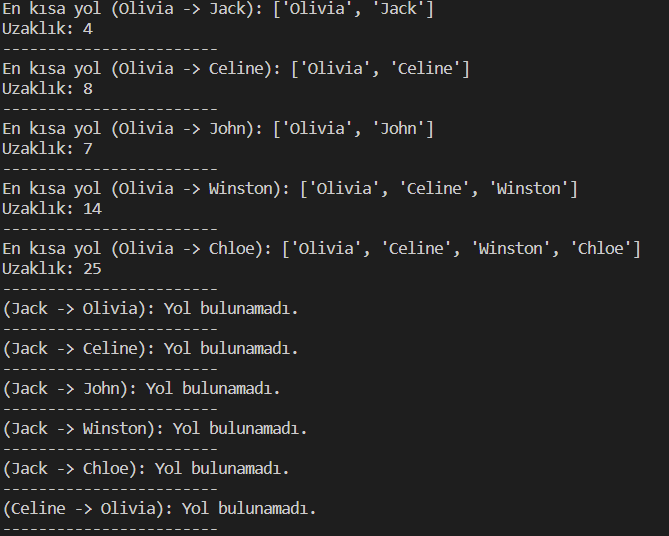 En kısa yol (Olivia -> Jack): ['Olivia', 'Jack']
Uzaklık: 4
------------------------
En kısa yol (Olivia -> Celine): ['Olivia', 'Celine']
Uzaklık: 8
------------------------
En kısa yol (Olivia -> John): ['Olivia', 'John']
Uzaklık: 7
------------------------
En kısa yol (Olivia -> Winston): ['Olivia', 'Celine', 'Winston']
Uzaklık: 14
------------------------
En kısa yol (Olivia -> Chloe): ['Olivia', 'Celine', 'Winston', 'Chloe']
Uzaklık: 25
------------------------
(Jack -> Olivia): Yol bulunamadı.
------------------------
(Jack -> Celine): Yol bulunamadı.
------------------------
(Jack -> John): Yol bulunamadı.
------------------------
(Jack -> Winston): Yol bulunamadı.
------------------------
(Jack -> Chloe): Yol bulunamadı.
------------------------
(Celine -> Olivia): Yol bulunamadı.
------------------------